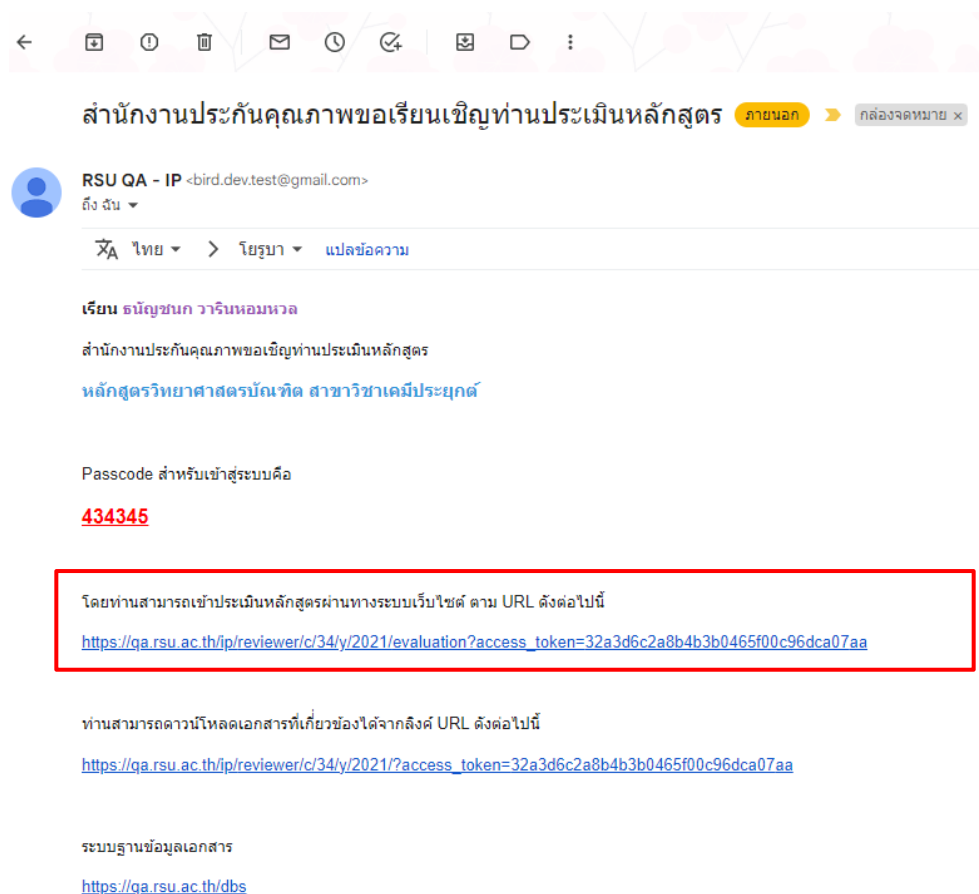 สำนักงานประกันคุณภาพขอเรียนเชิญท่านประเมินหลักสูตร ภายนอก กล่องจดหมาย ×
RSU QA - IP <bird.dev.test@gmail.com>
ถึง ฉัน
ไทย > โยรูบา แปลข้อความ
เรียน ธนัญชนก วารินหอมหวล
สำนักงานประกันคุณภาพขอเชิญท่านประเมินหลักสูตร
หลักสูตรวิทยาศาสตรบัณฑิต สาขาวิชาเคมีประยุกต์
Passcode สำหรับเข้าสู่ระบบคือ
434345
โดยท่านสามารถเข้าประเมินหลักสูตรผ่านทางระบบเว็บไซต์ ตาม URL ดังต่อไปนี้
https://qa.rsu.ac.th/ip/reviewer/c/34/y/2021/evaluation?access_token=32a3d6c2a8b4b3b0465f00c96dca07aa
ท่านสามารถดาวน์โหลดเอกสารที่เกี่ยวข้องได้จากลิงค์ URL ดังต่อไปนี้
https://qa.rsu.ac.th/ip/reviewer/c/34/y/2021/?access_token=32a3d6c2a8b4b3b0465f00c96dca07aa
ระบบฐานข้อมูลเอกสาร
https://qa.rsu.ac.th/dbs